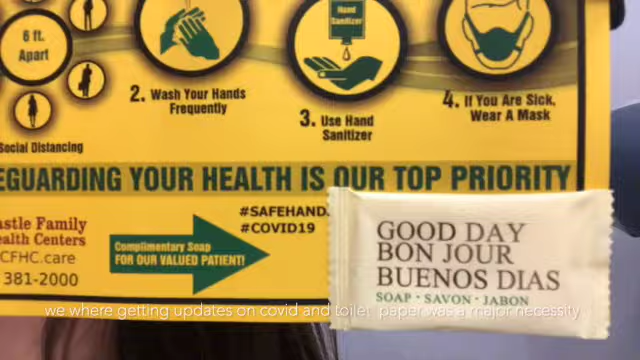 6 ft.
Apart
Hand
Sanitizer
2. Wash Your Hands
Frequently
3. Use Hand
Sanitizer
4. If You Are Sick,
Wear A Mask
Social Distancing
EGUARDING YOUR HEALTH IS OUR TOP PRIORITY
astle Family
ealth Centers
CFHC.care
381-2000
Complimentary Soap
FOR OUR VALUED PATIENT!
#SAFEHAND
#COVID19
GOOD DAY
BON JOUR
BUENOS DIAS
SOAP · SAVON · JABON
we where getting updates on covid and toilet paper was a major necessity